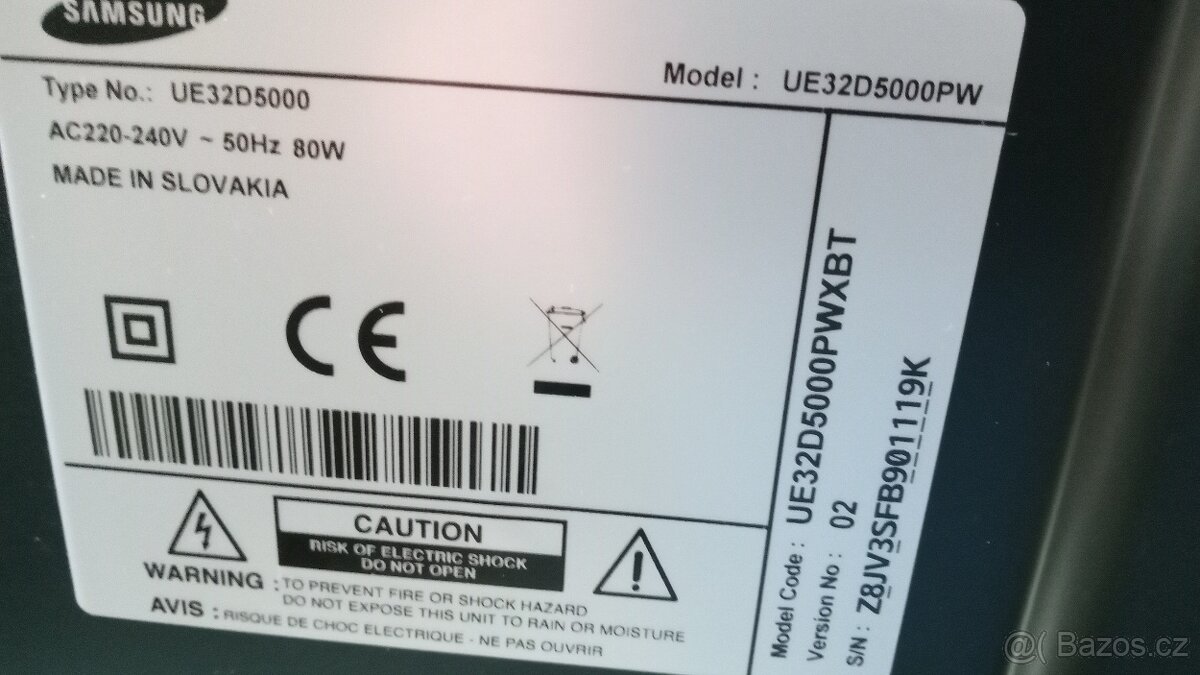 SAMSUNG
Type No.: UE32D5000
Model : UE32D5000PW
AC220-240V ~ 50Hz 80W
MADE IN SLOVAKIA
CE
CAUTION
RISK OF ELECTRIC SHOCK
DO NOT OPEN
WARNING : TO PREVENT FIRE OR SHOCK HAZARD
DO NOT EXPOSE THIS UNIT TO RAIN OR MOISTURE
AVIS : RISQUE DE CHOC ELECTRIQUE - NE PAS OUVRIR
Model Code : UE32D5000PWXBT
Version No : 02
S/N : Z8JV3SFB901119K
@( Bazos.cz